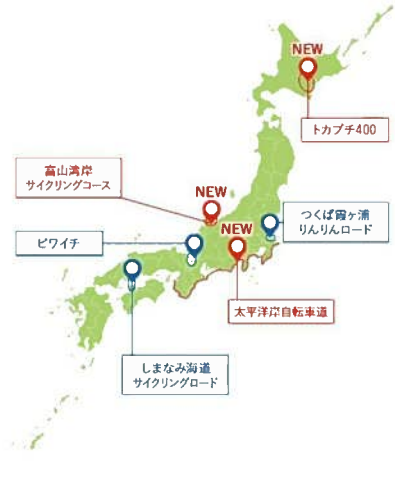 NEW
トカプチ400
富山湾岸
サイクリングコース
NEW
つくば霞ヶ浦
りんりんロード
ビワイチ
NEW
太平洋岸自転車道
しまなみ海道
サイクリングロード